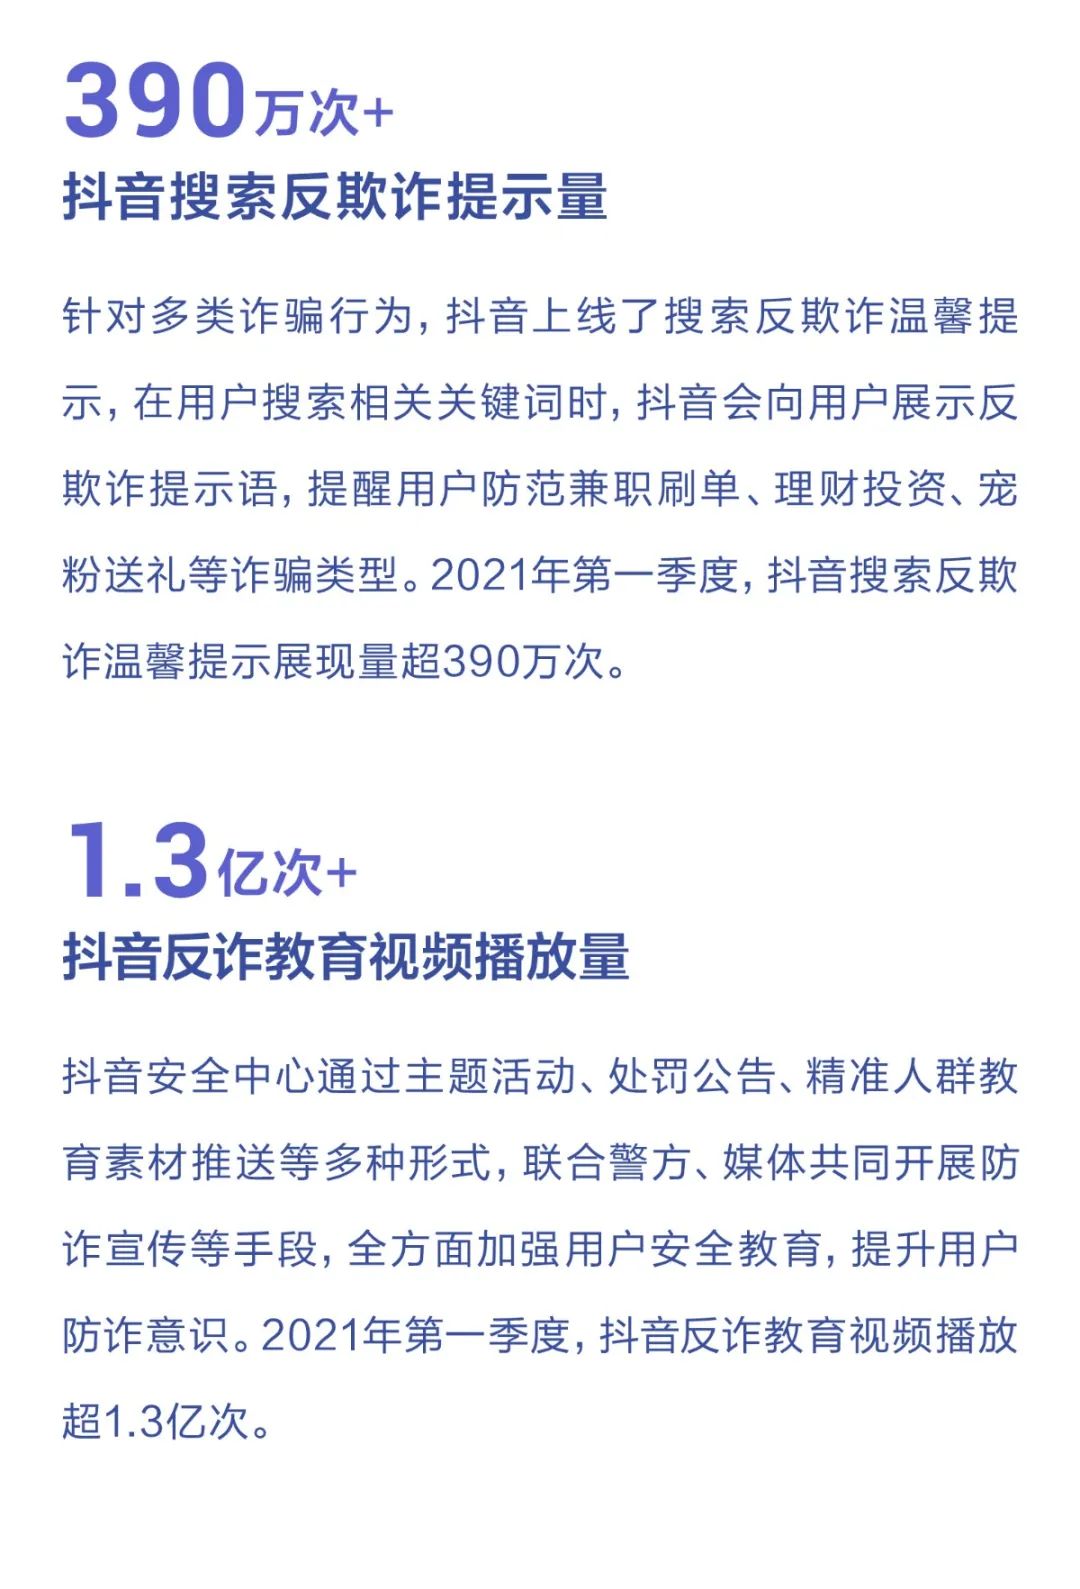 390万次+
抖音搜索反欺诈提示量
针对多类诈骗行为，抖音上线了搜索反欺诈温馨提
示，在用户搜索相关关键词时，抖音会向用户展示反
欺诈提示语，提醒用户防范兼职刷单、理财投资、宠
粉送礼等诈骗类型。2021年第一季度，抖音搜索反欺
诈温馨提示展现量超390万次。
1.3亿次+
抖音反诈教育视频播放量
抖音安全中心通过主题活动、处罚公告、精准人群教
育素材推送等多种形式，联合警方、媒体共同开展防
诈宣传等手段，全方面加强用户安全教育，提升用户
防诈意识。2021年第一季度，抖音反诈教育视频播放
超1.3亿次。